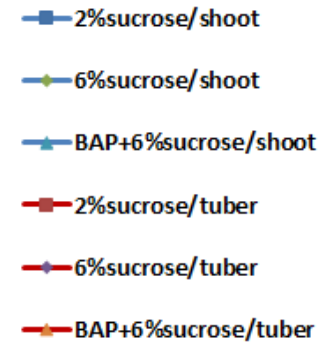 2%sucrose/shoot
6%sucrose/shoot
BAP+6%sucrose/shoot
2%sucrose/tuber
6%sucrose/tuber
BAP+6%sucrose/tuber